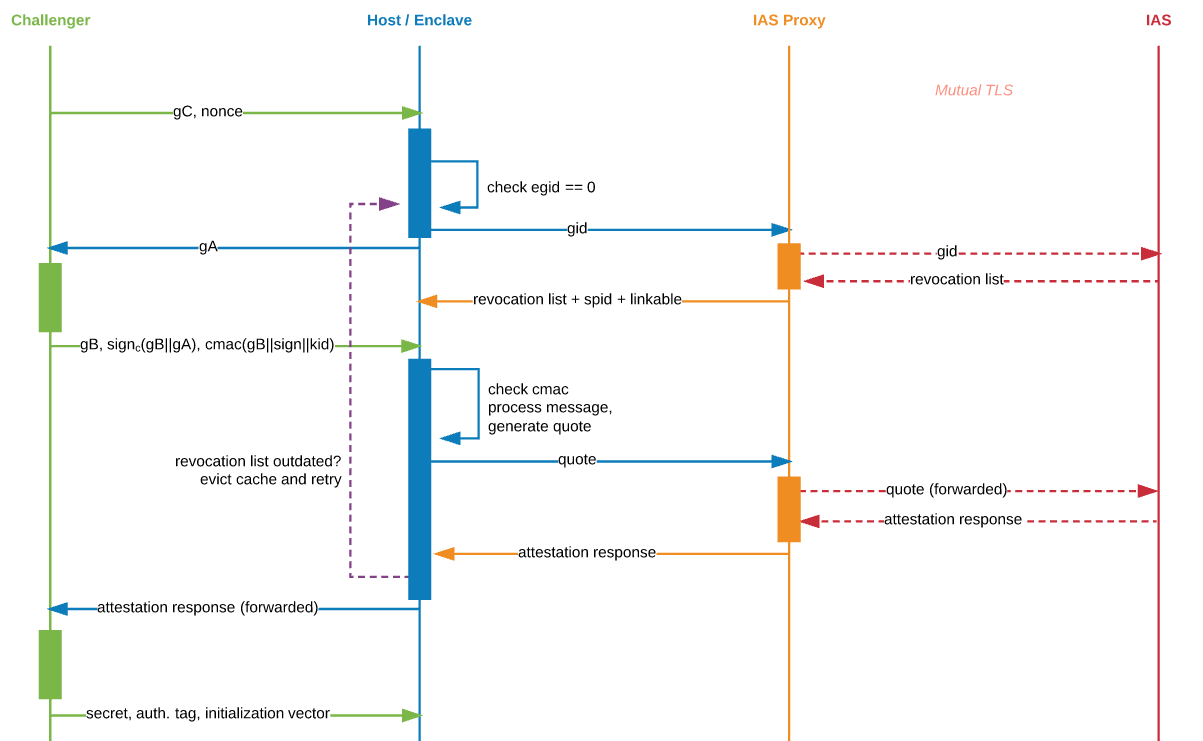 Challenger
Host / Enclave
IAS Proxy
IAS
Mutual TLS
gC, nonce
check egid == 0
gid
gA
gid
revocation list
revocation list + spid + linkable
gB, signc(gB||gA), cmac(gB||sign||kid)
check cmac
process message,
generate quote
revocation list outdated?
evict cache and retry
quote
quote (forwarded)
attestation response
attestation response
attestation response (forwarded)
secret, auth. tag, initialization vector